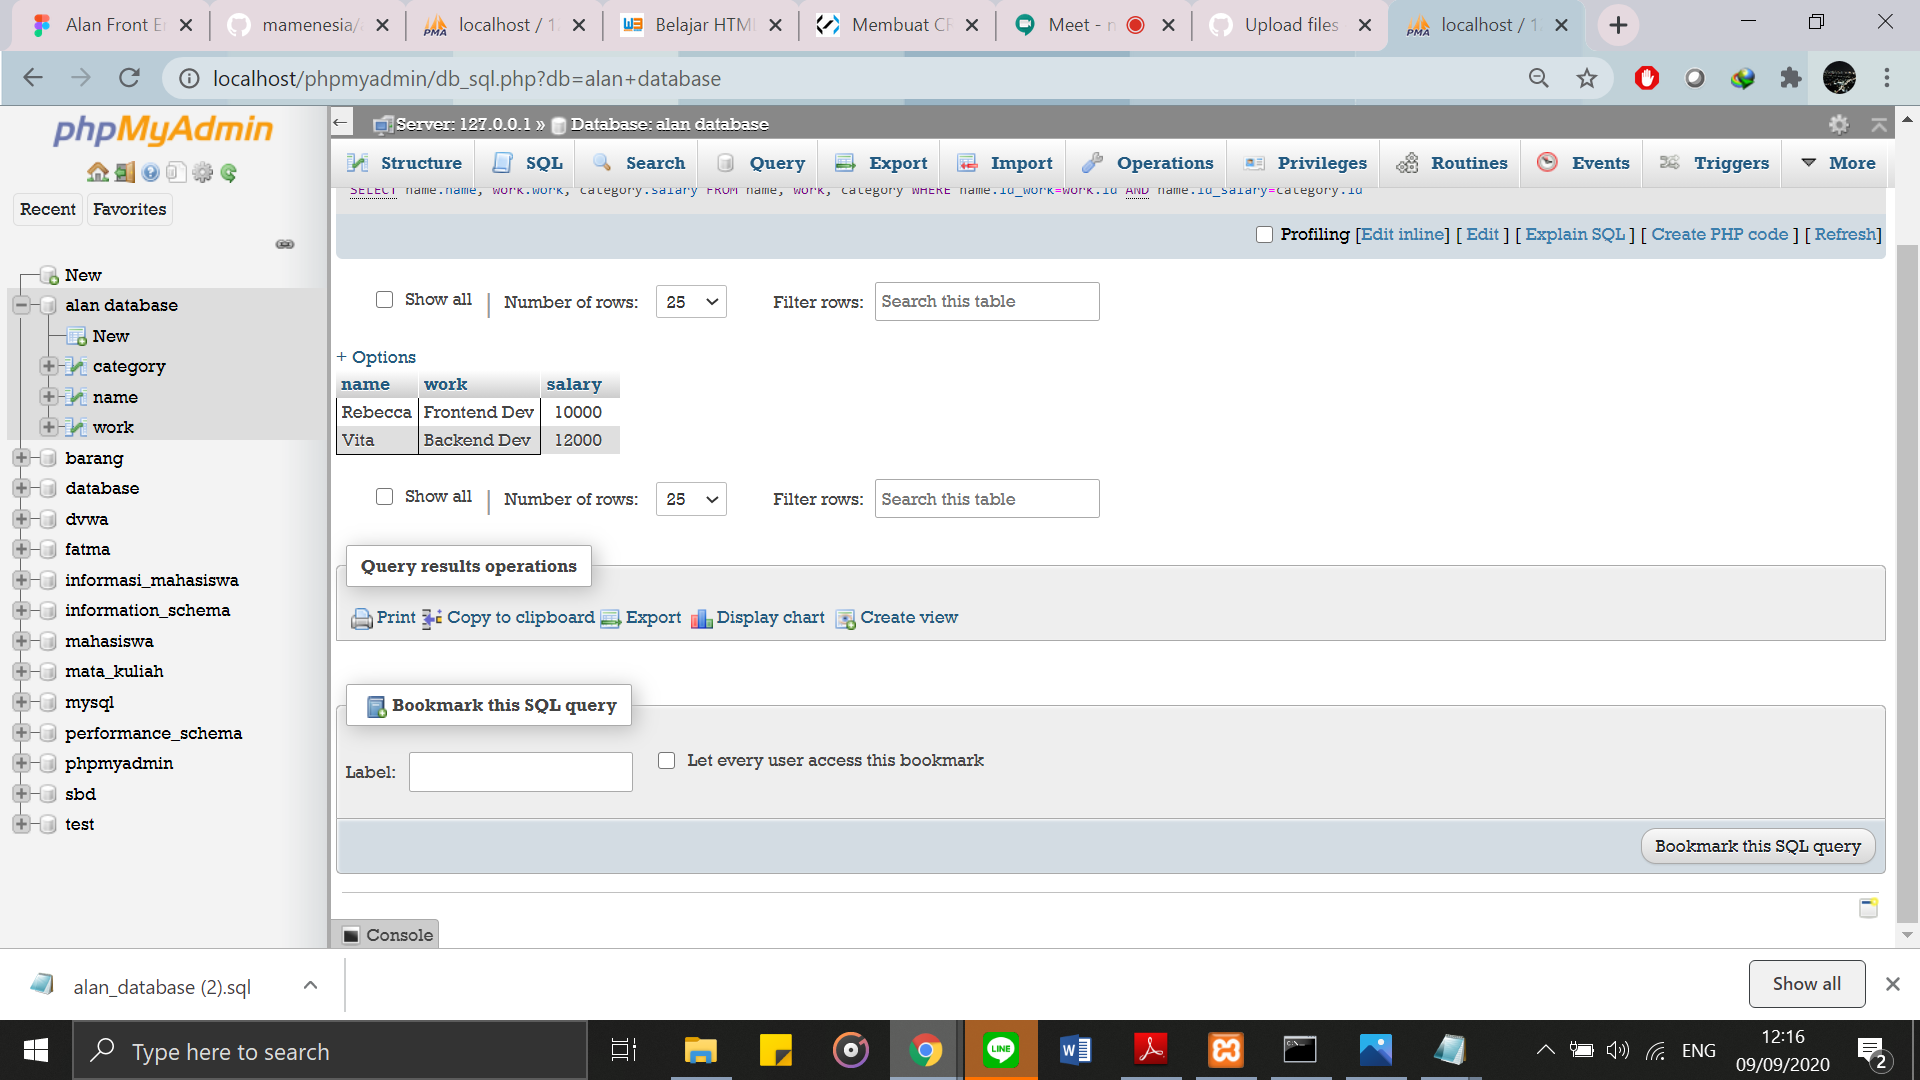 Alan Front E
mamenesia/
localhost / 1
Belajar HTM
Membuat C
Meet - 
Upload files
localhost / 1
localhost/phpmyadmin/db_sql.php?db=alan+database
phpMyAdmin
Recent
Favorites
New
alan database
New
category
name
work
barang
database
dvwa
fatma
informasi_mahasiswa
information_schema
mahasiswa
mata_kuliah
mysql
performance_schema
phpmyadmin
sbd
test
Server: 127.0.0.1 » Database: alan database
Structure SQL Search Query Export Import Operations Privileges Routines Events Triggers More
SELECT name.name, work.work, category.salary FROM name, work, category WHERE name.id_work=work.id AND name.id_salary=category.id
Profiling [Edit inline] [ Edit ] [ Explain SQL ] [ Create PHP code ] [ Refresh]
Show all | Number of rows: 25 Filter rows: Search this table
+ Options
name work salary
Rebecca Frontend Dev 10000
Vita Backend Dev 12000
Show all | Number of rows: 25 Filter rows: Search this table
Query results operations
Print Copy to clipboard Export Display chart Create view
Bookmark this SQL query
Label: Let every user access this bookmark
Bookmark this SQL query
Console
alan_database (2).sql
Show all
Type here to search
ENG
12:16
09/09/2020
2